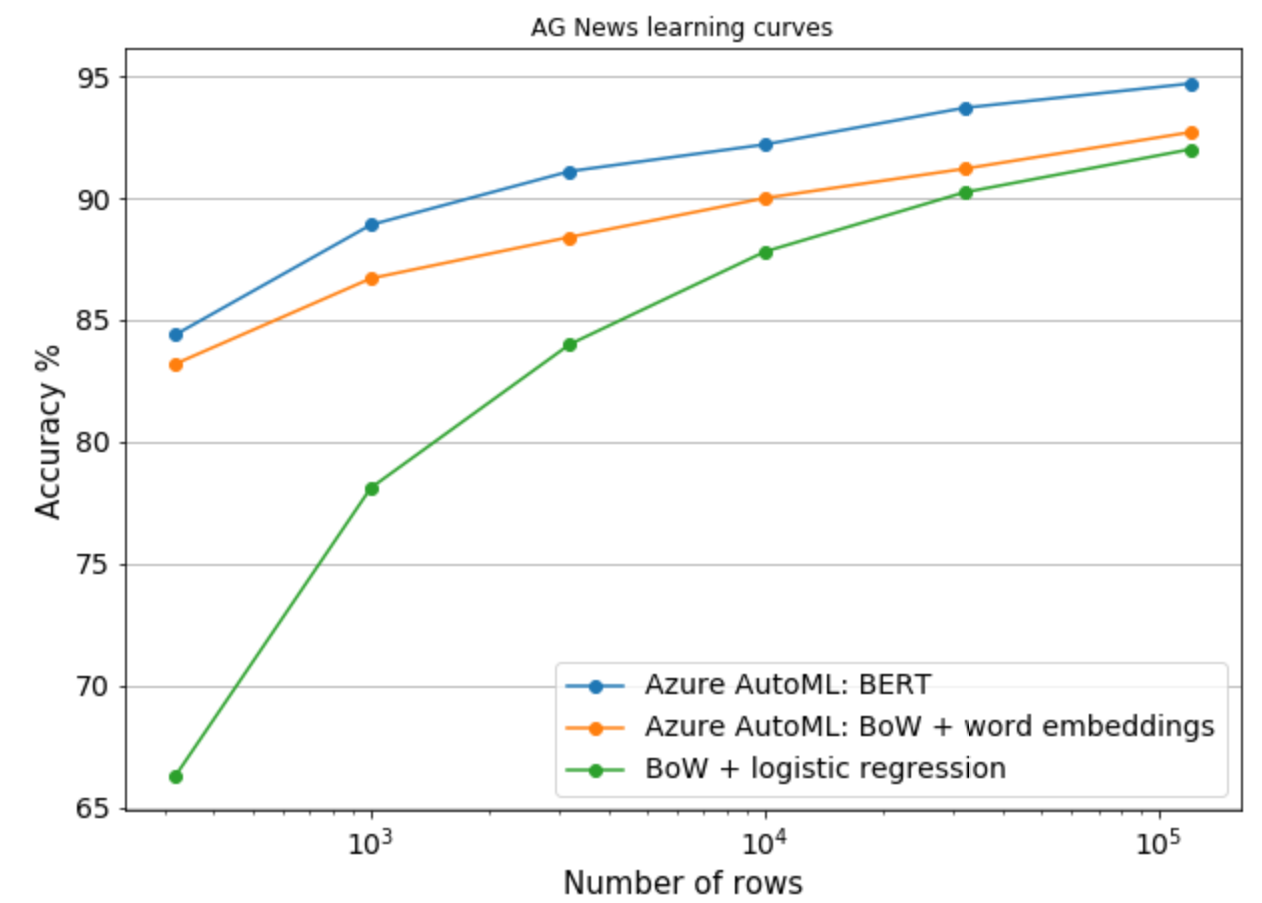 AG News learning curves
95
90
85
80
75
70
65
Accuracy %
Azure AutoML: BERT
Azure AutoML: BoW + word embeddings
BoW + logistic regression
10³ 10⁴ 10⁵
Number of rows